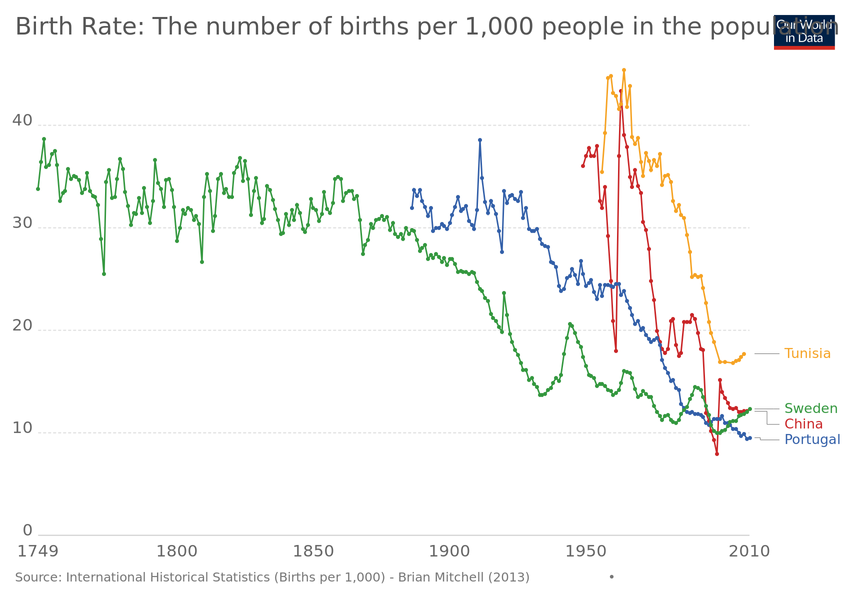 Birth Rate: The number of births per 1,000 people in the population
Our World
in Data
40
30
20
10
0
Tunisia
Sweden
China
Portugal
1749 1800 1850 1900 1950 2010
Source: International Historical Statistics (Births per 1,000) - Brian Mitchell (2013)